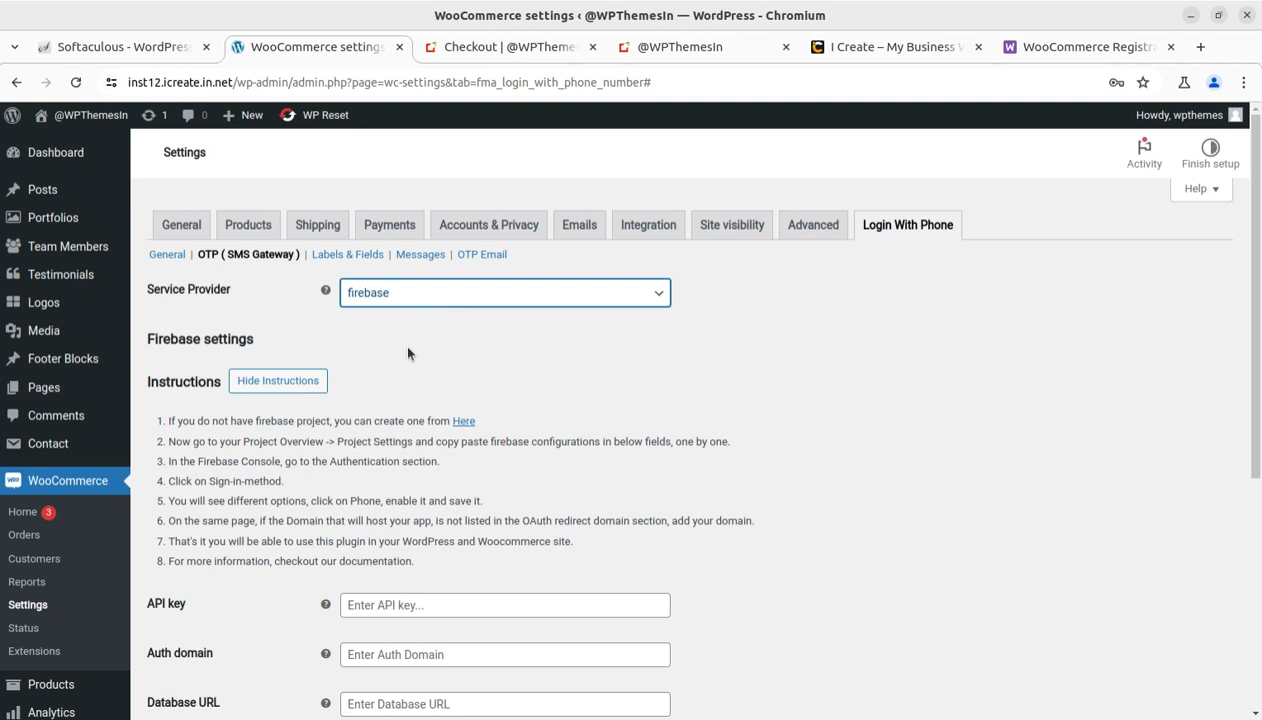 WooCommerce settings ‹ @WPThemesIn — WordPress - Chromium
Softaculous - WordPres
WooCommerce settings
Checkout | @WPTheme
@WPThemesIn
I Create – My Business W
WooCommerce Registra
inst12.icreate.in.net/wp-admin/admin.php?page=wc-settings&tab=fma_login_with_phone_number#
@WPThemesIn
1
0
New
WP Reset
Howdy, wpthemes
Dashboard
Posts
Portfolios
Team Members
Testimonials
Logos
Media
Footer Blocks
Pages
Comments
Contact
WooCommerce
Home 3
Orders
Customers
Reports
Settings
Status
Extensions
Products
Analytics
Settings
Activity
Finish setup
Help
General
Products
Shipping
Payments
Accounts & Privacy
Emails
Integration
Site visibility
Advanced
Login With Phone
General | OTP ( SMS Gateway ) | Labels & Fields | Messages | OTP Email
Service Provider
firebase
Firebase settings
Instructions
Hide Instructions
1. If you do not have firebase project, you can create one from Here
2. Now go to your Project Overview -> Project Settings and copy paste firebase configurations in below fields, one by one.
3. In the Firebase Console, go to the Authentication section.
4. Click on Sign-in-method.
5. You will see different options, click on Phone, enable it and save it.
6. On the same page, if the Domain that will host your app, is not listed in the OAuth redirect domain section, add your domain.
7. That's it you will be able to use this plugin in your WordPress and Woocommerce site.
8. For more information, checkout our documentation.
API key
Enter API key...
Auth domain
Enter Auth Domain
Database URL
Enter Database URL